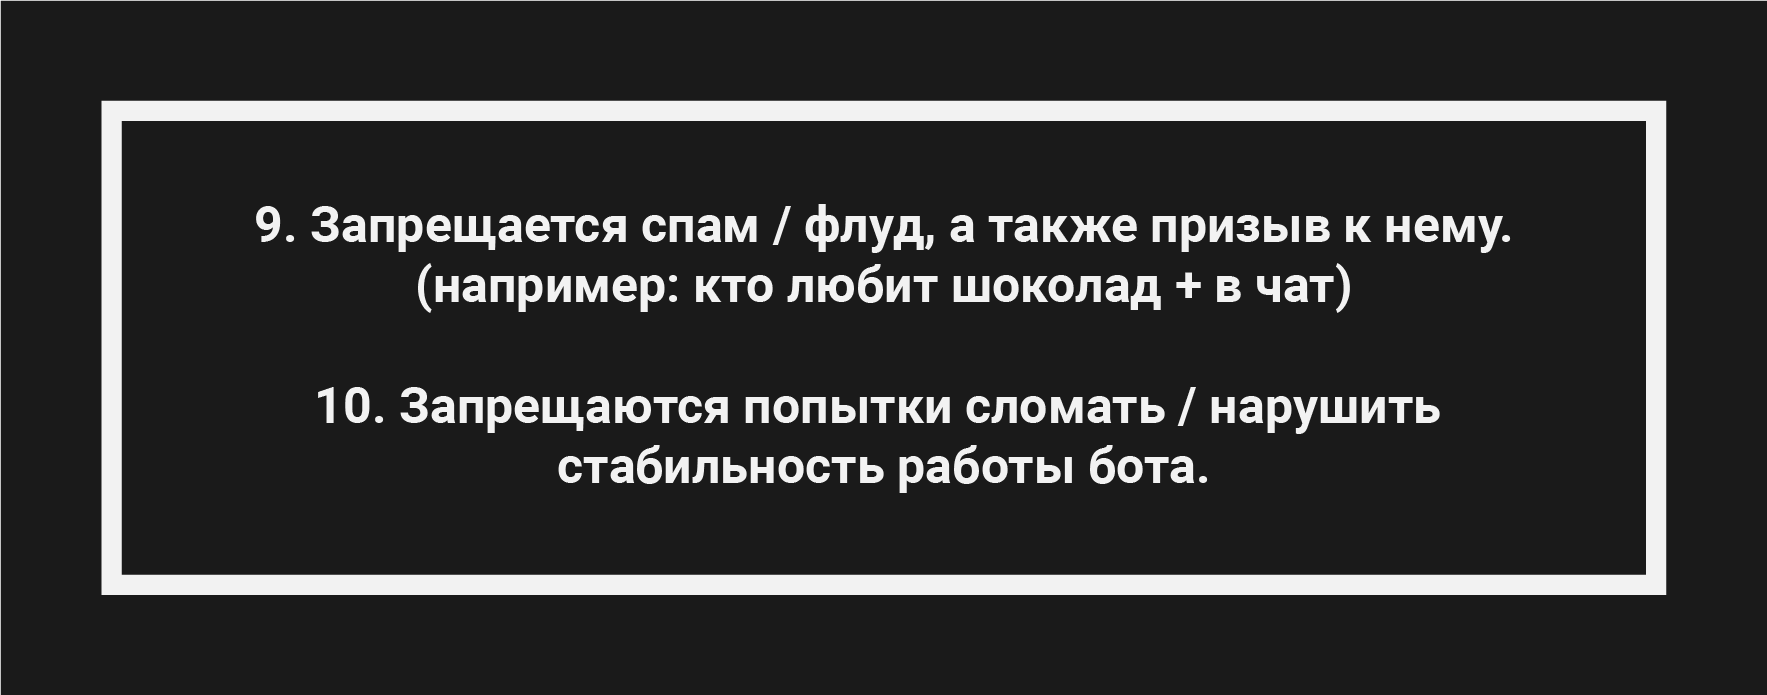 9. Запрещается спам / флуд, а также призыв к нему.
(например: кто любит шоколад + в чат)
10. Запрещаются попытки сломать / нарушить
стабильность работы бота.